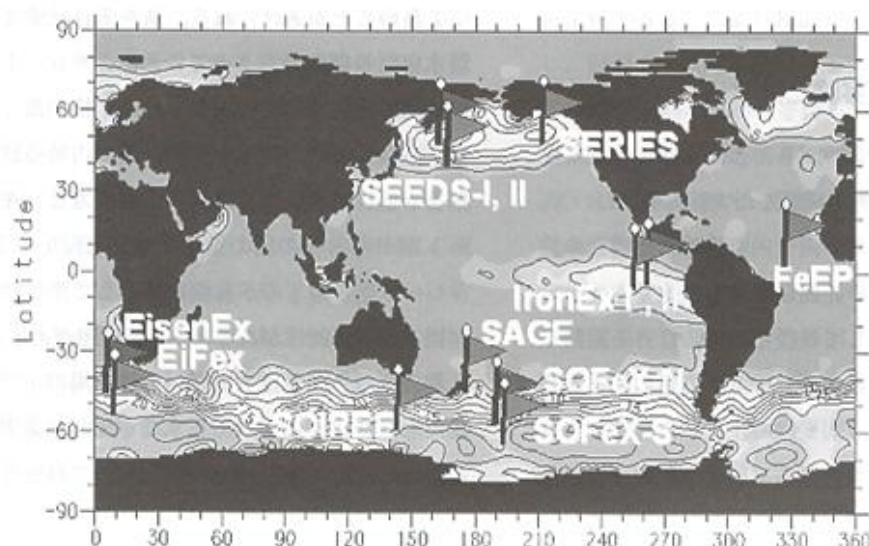 90
60
30
0
-30
-60
-90
Latitude
SERIES
SEEDS-I, II
FeEP
IronEx-I,
EisenEx
EiFex
SAGE
SOFeX-N
SOIREE
SOFeX-S
0 30 60 90 120 150 180 210 240 270 300 330 360